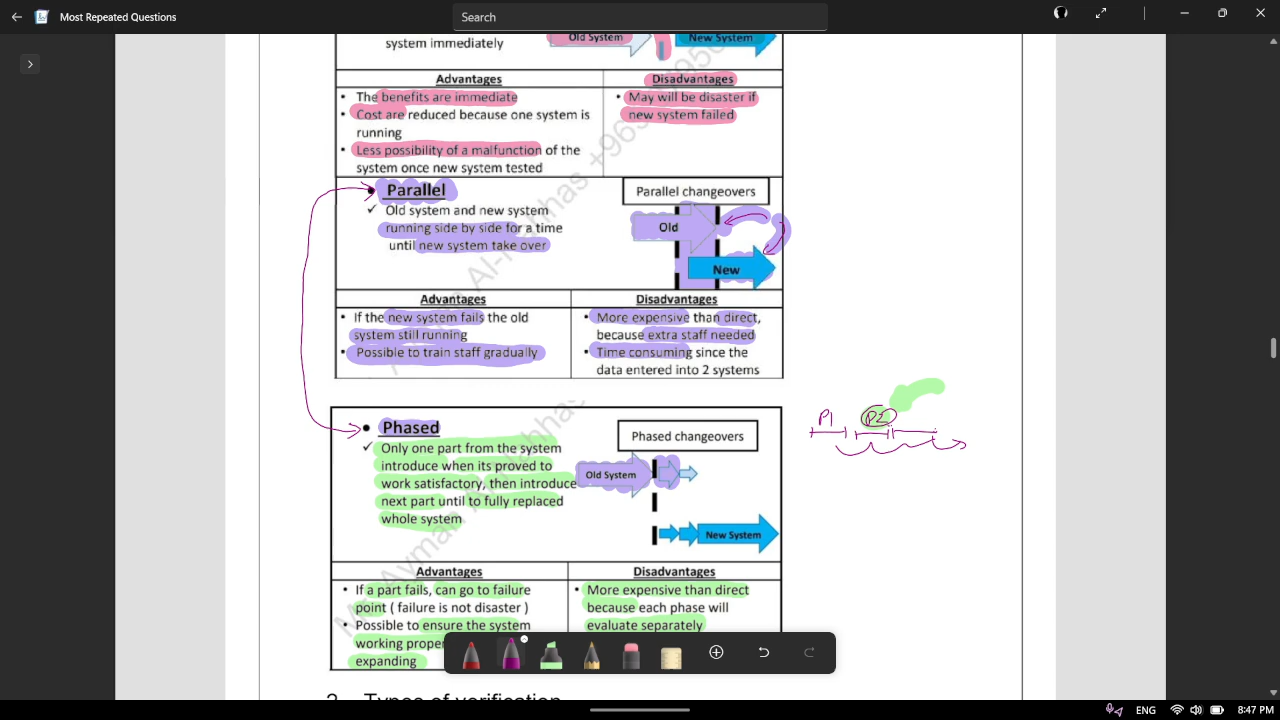 Most Repeated Questions
Search
system immediately
Old System
New System
Advantages
Disadvantages
• The benefits are immediate
• Cost are reduced because one system is
running
• Less possibility of a malfunction of the
system once new system tested
• May will be disaster if
new system failed
• Parallel
✓ Old system and new system
running side by side for a time
until new system take over
Parallel changeovers
Old
New
Advantages
Disadvantages
• If the new system fails the old
system still running
• Possible to train staff gradually
• More expensive than direct,
because extra staff needed
• Time consuming since the
data entered into 2 systems
P1 P2
• Phased
✓ Only one part from the system
introduce when its proved to
work satisfactory, then introduce
next part until to fully replaced
whole system
Phased changeovers
Old System
New System
Advantages
Disadvantages
• If a part fails, can go to failure
point ( failure is not disaster )
• Possible to ensure the system
working proper
expanding
• More expensive than direct
because each phase will
evaluate separately
Types of verification
ENG
8:47 PM